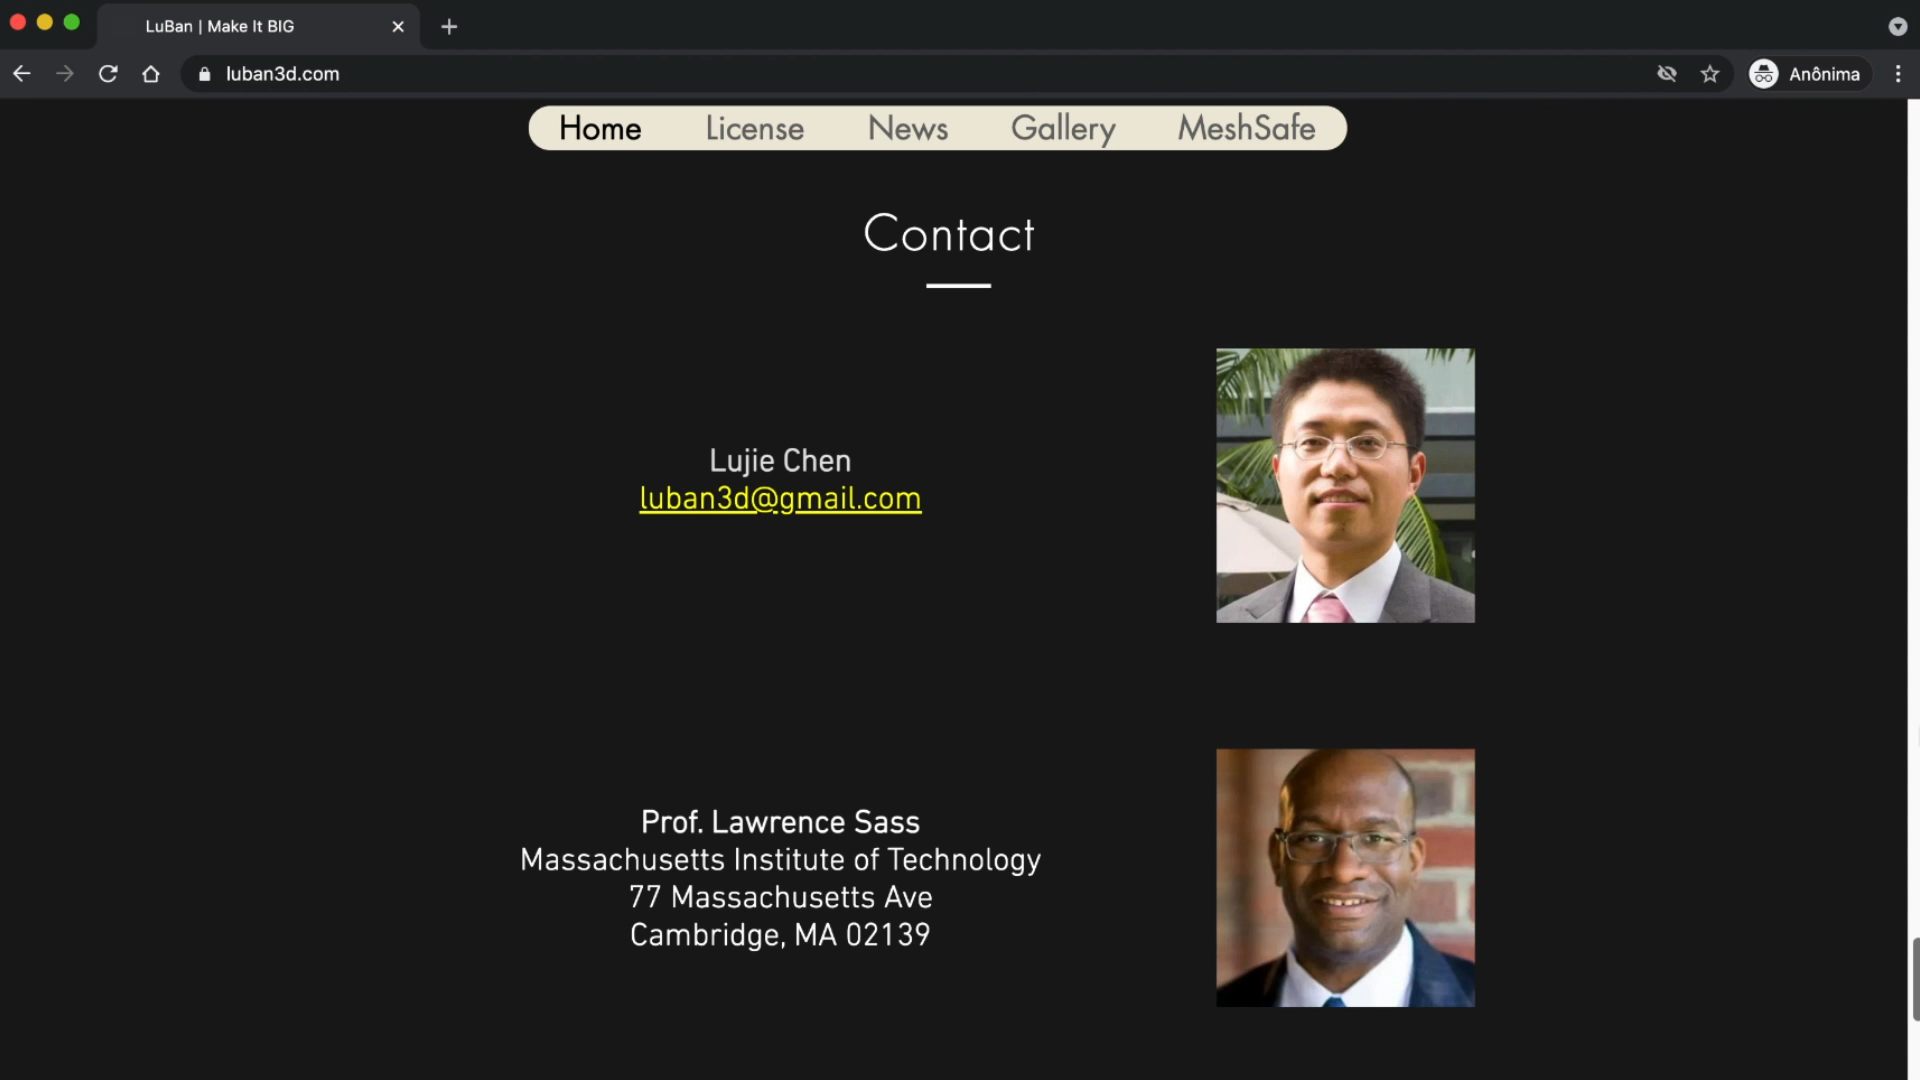 LuBan | Make It BIG
luban3d.com
Anônima
Home License News Gallery MeshSafe
Contact
Lujie Chen
luban3d@gmail.com
Prof. Lawrence Sass
Massachusetts Institute of Technology
77 Massachusetts Ave
Cambridge, MA 02139